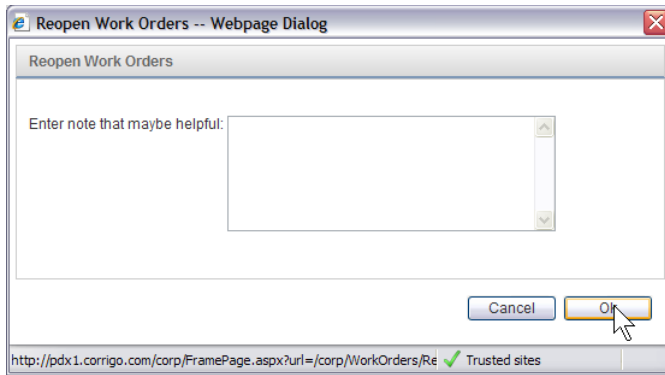 Reopen Work Orders -- Webpage Dialog
Reopen Work Orders
Enter note that maybe helpful:
Cancel
Ok
http://pdx1.corrigo.com/corp/FramePage.aspx?url=/corp/WorkOrders/Re Trusted sites